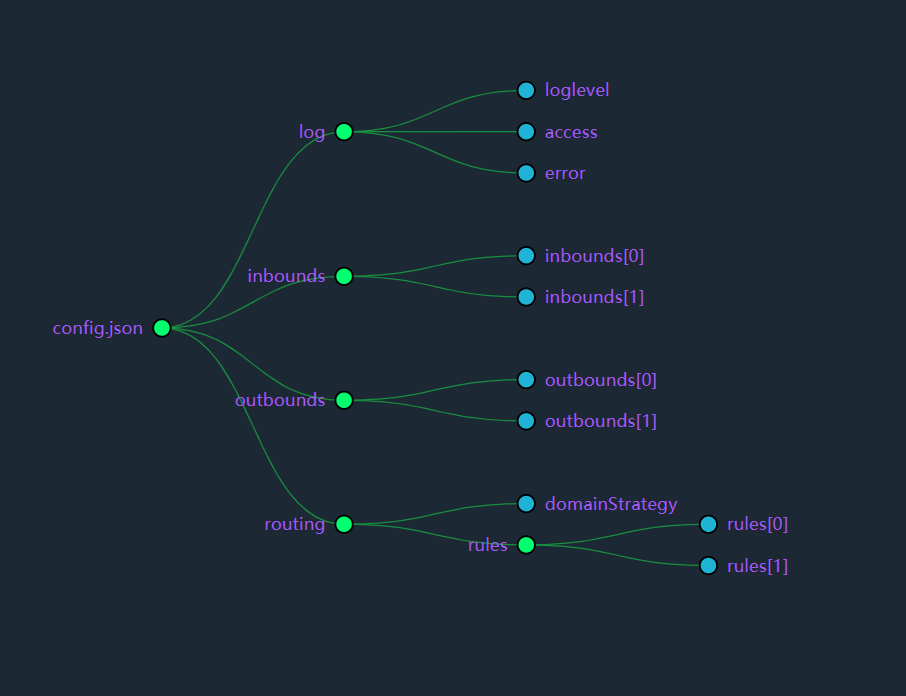 loglevel
log
access
error
inbounds[0]
inbounds
inbounds[1]
config.json
outbounds[0]
outbounds
outbounds[1]
domainStrategy
routing
rules[0]
rules
rules[1]